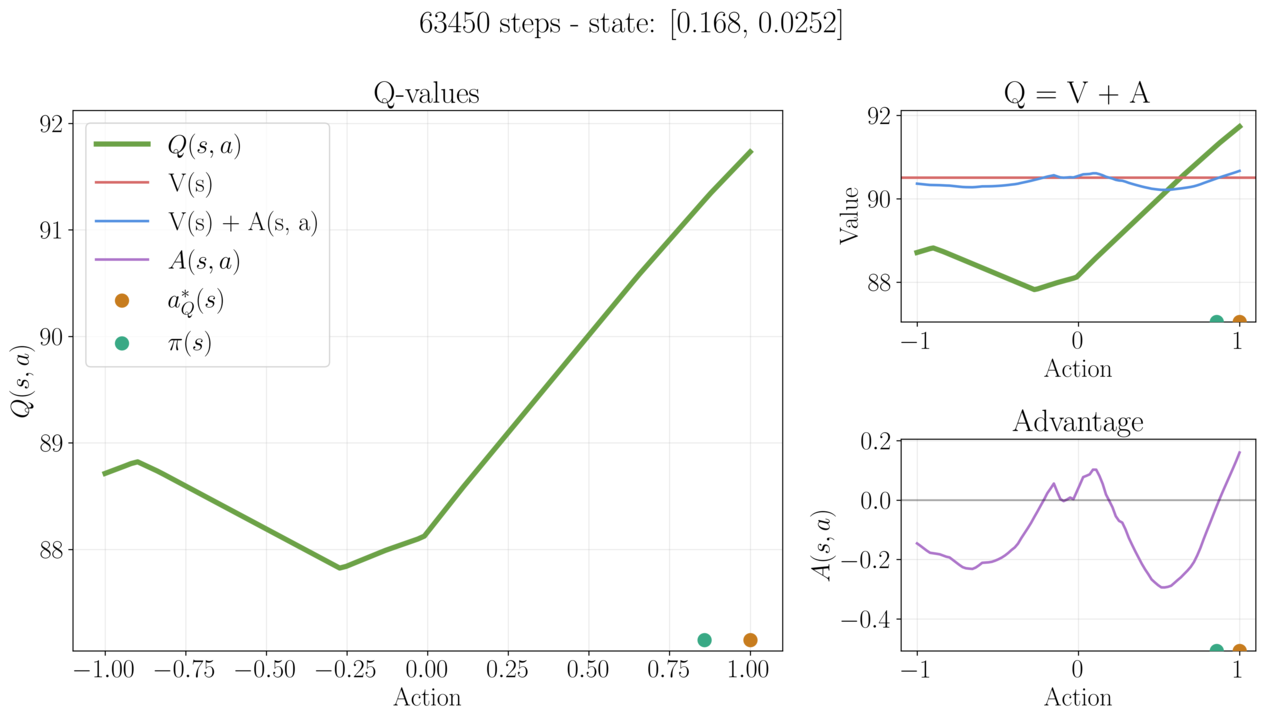 63450 steps - state: [0.168, 0.0252]
Q-values
92
91
90
89
88
Q(s, a)
−1.00 −0.75 −0.50 −0.25 0.00 0.25 0.50 0.75 1.00
Action
Q(s, a)
V(s)
V(s) + A(s, a)
A(s, a)
a*Q(s)
π(s)
Q = V + A
92
90
88
Value
−1 0 1
Action
Advantage
0.2
0.0
−0.2
−0.4
A(s, a)
−1 0 1
Action